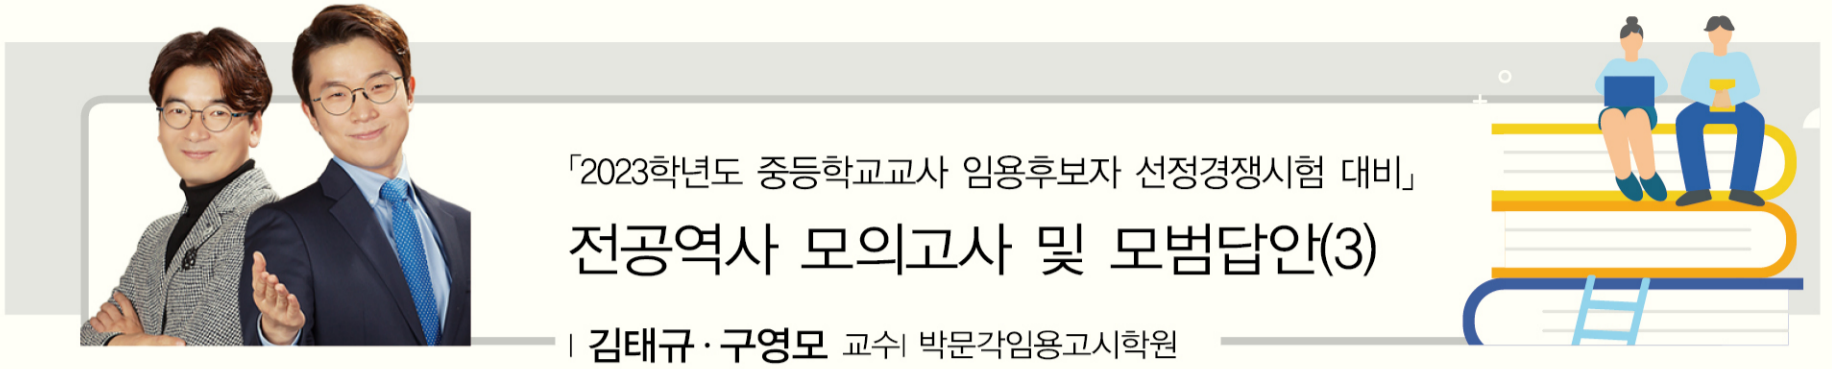 「2023학년도 중등학교교사 임용후보자 선정경쟁시험 대비」
전공역사 모의고사 및 모범답안(3)
| 김태규·구영모 교수| 박문각임용고시학원